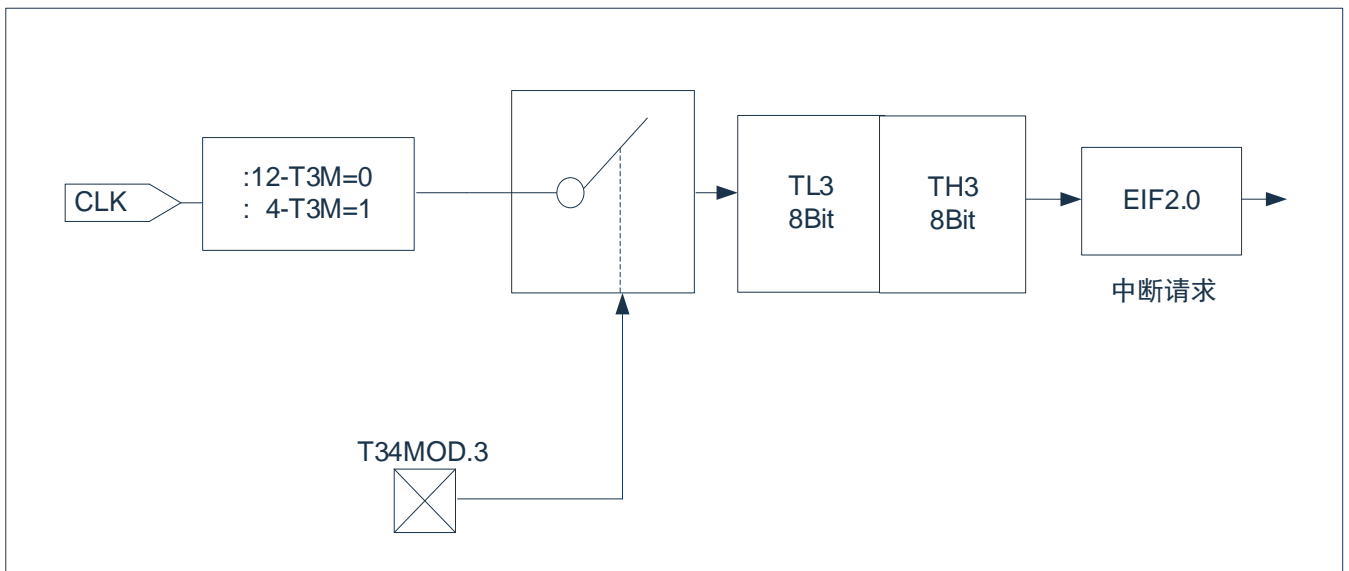 CLK
:12-T3M=0
: 4-T3M=1
TL3
8Bit
TH3
8Bit
EIF2.0
中断请求
T34MOD.3